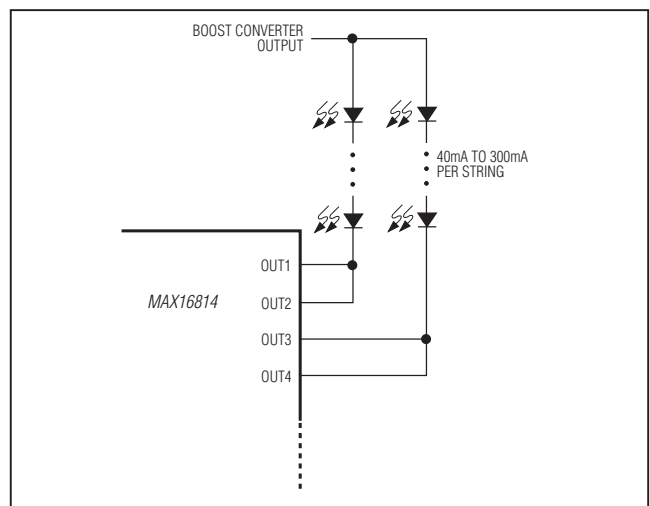 BOOST CONVERTER
OUTPUT
40mA TO 300mA
PER STRING
OUT1
MAX16814
OUT2
OUT3
OUT4